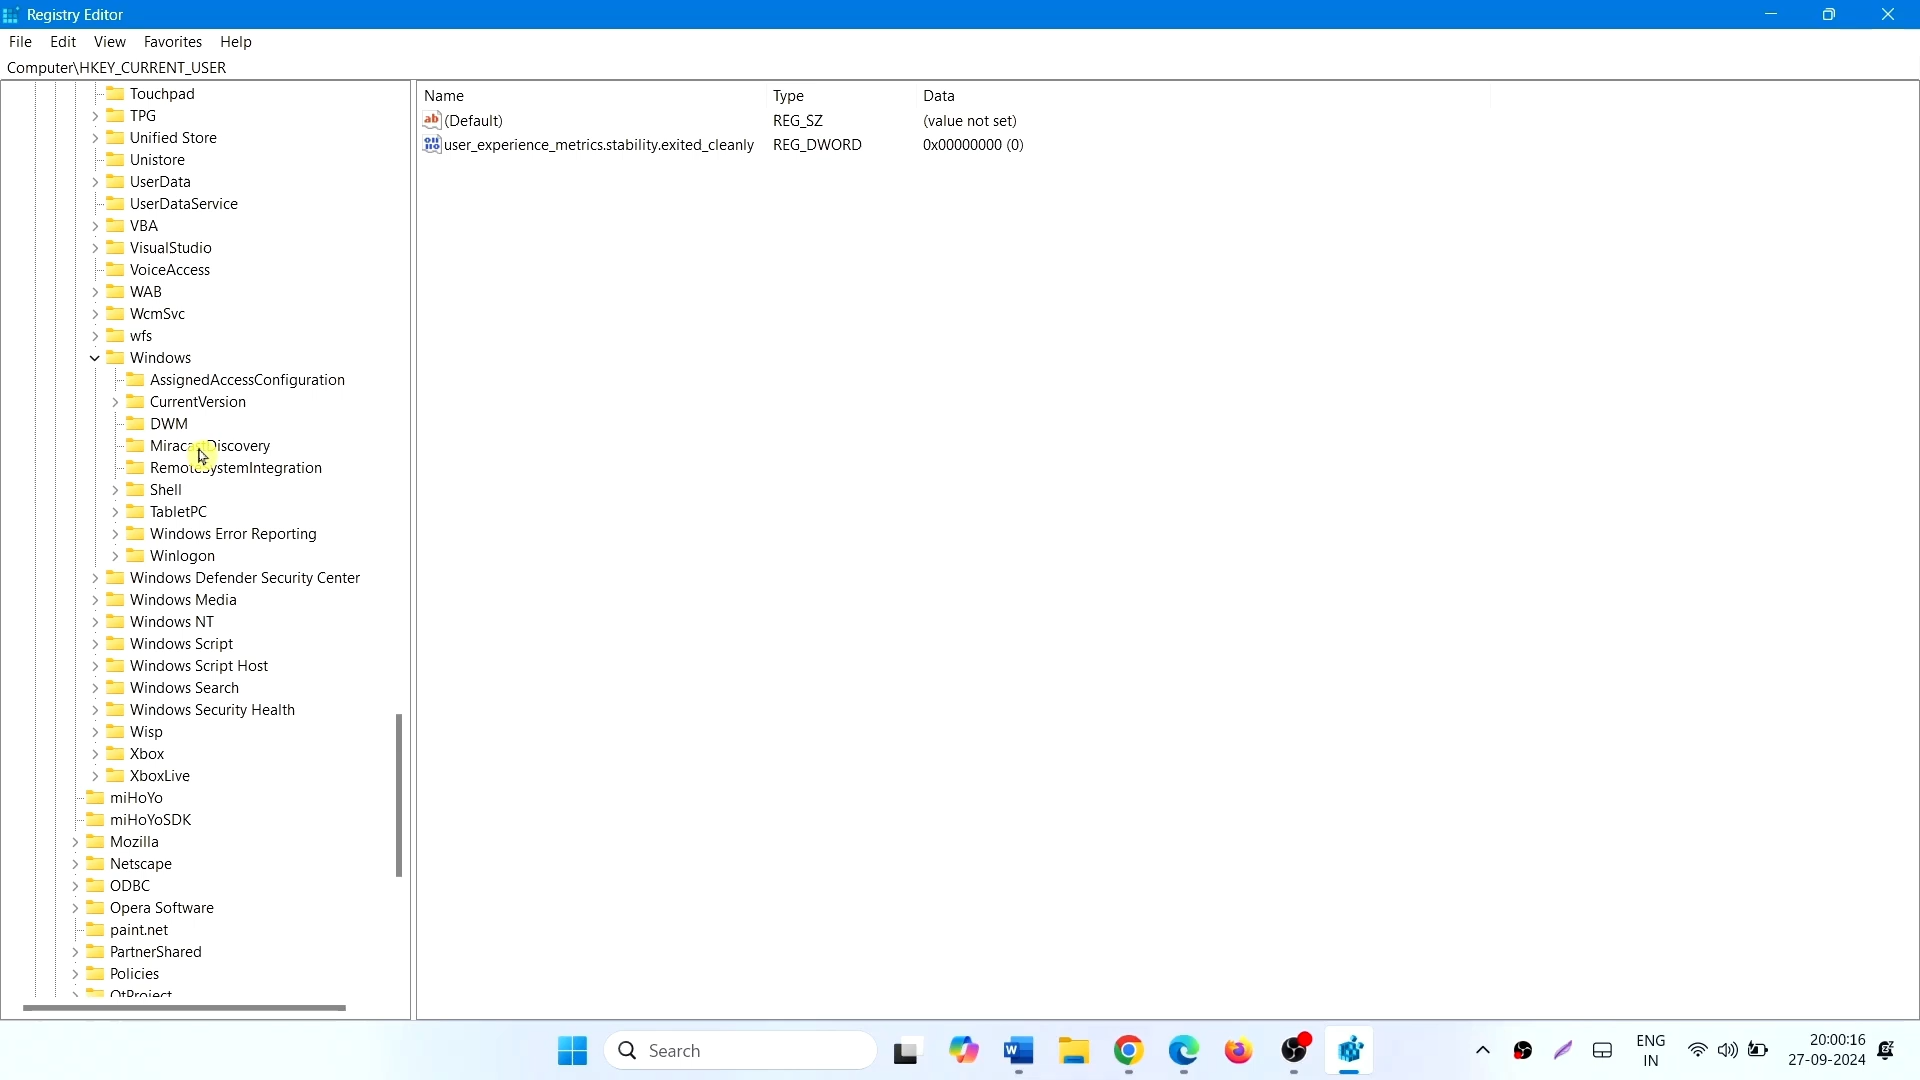 Registry Editor
File Edit View Favorites Help
Computer\HKEY_CURRENT_USER
Touchpad
TPG
Unified Store
Unistore
UserData
UserDataService
VBA
VisualStudio
VoiceAccess
WAB
WcmSvc
wfs
Windows
AssignedAccessConfiguration
CurrentVersion
DWM
MiracastDiscovery
RemoteSystemIntegration
Shell
TabletPC
Windows Error Reporting
Winlogon
Windows Defender Security Center
Windows Media
Windows NT
Windows Script
Windows Script Host
Windows Search
Windows Security Health
Wisp
Xbox
XboxLive
miHoYo
miHoYoSDK
Mozilla
Netscape
ODBC
Opera Software
paint.net
PartnerShared
Policies
QtProject
Name Type Data
(Default) REG_SZ (value not set)
user_experience_metrics.stability.exited_cleanly REG_DWORD 0x00000000 (0)
Search
ENG
IN
20:00:16
27-09-2024